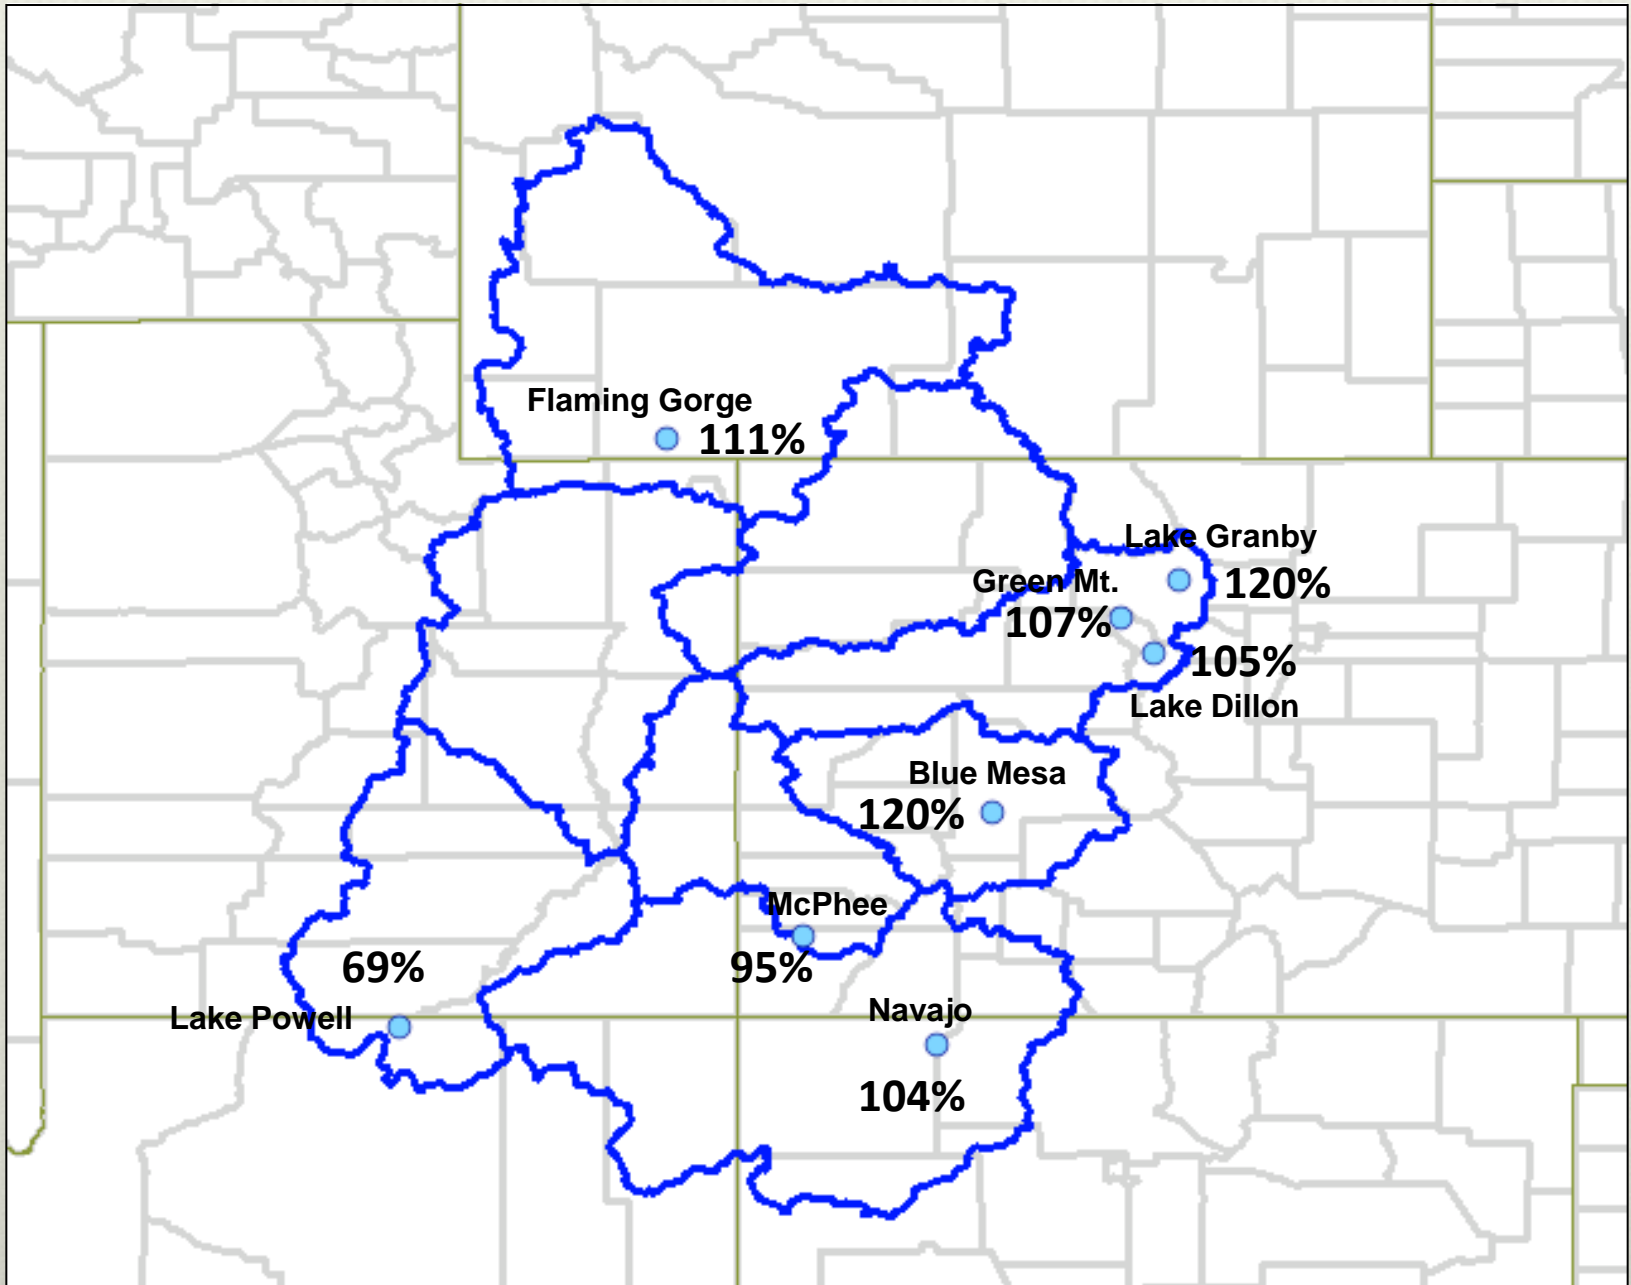 Flaming Gorge
111%
Lake Granby
120%
Green Mt.
107%
105%
Lake Dillon
Blue Mesa
120%
McPhee
95%
69%
Lake Powell
Navajo
104%